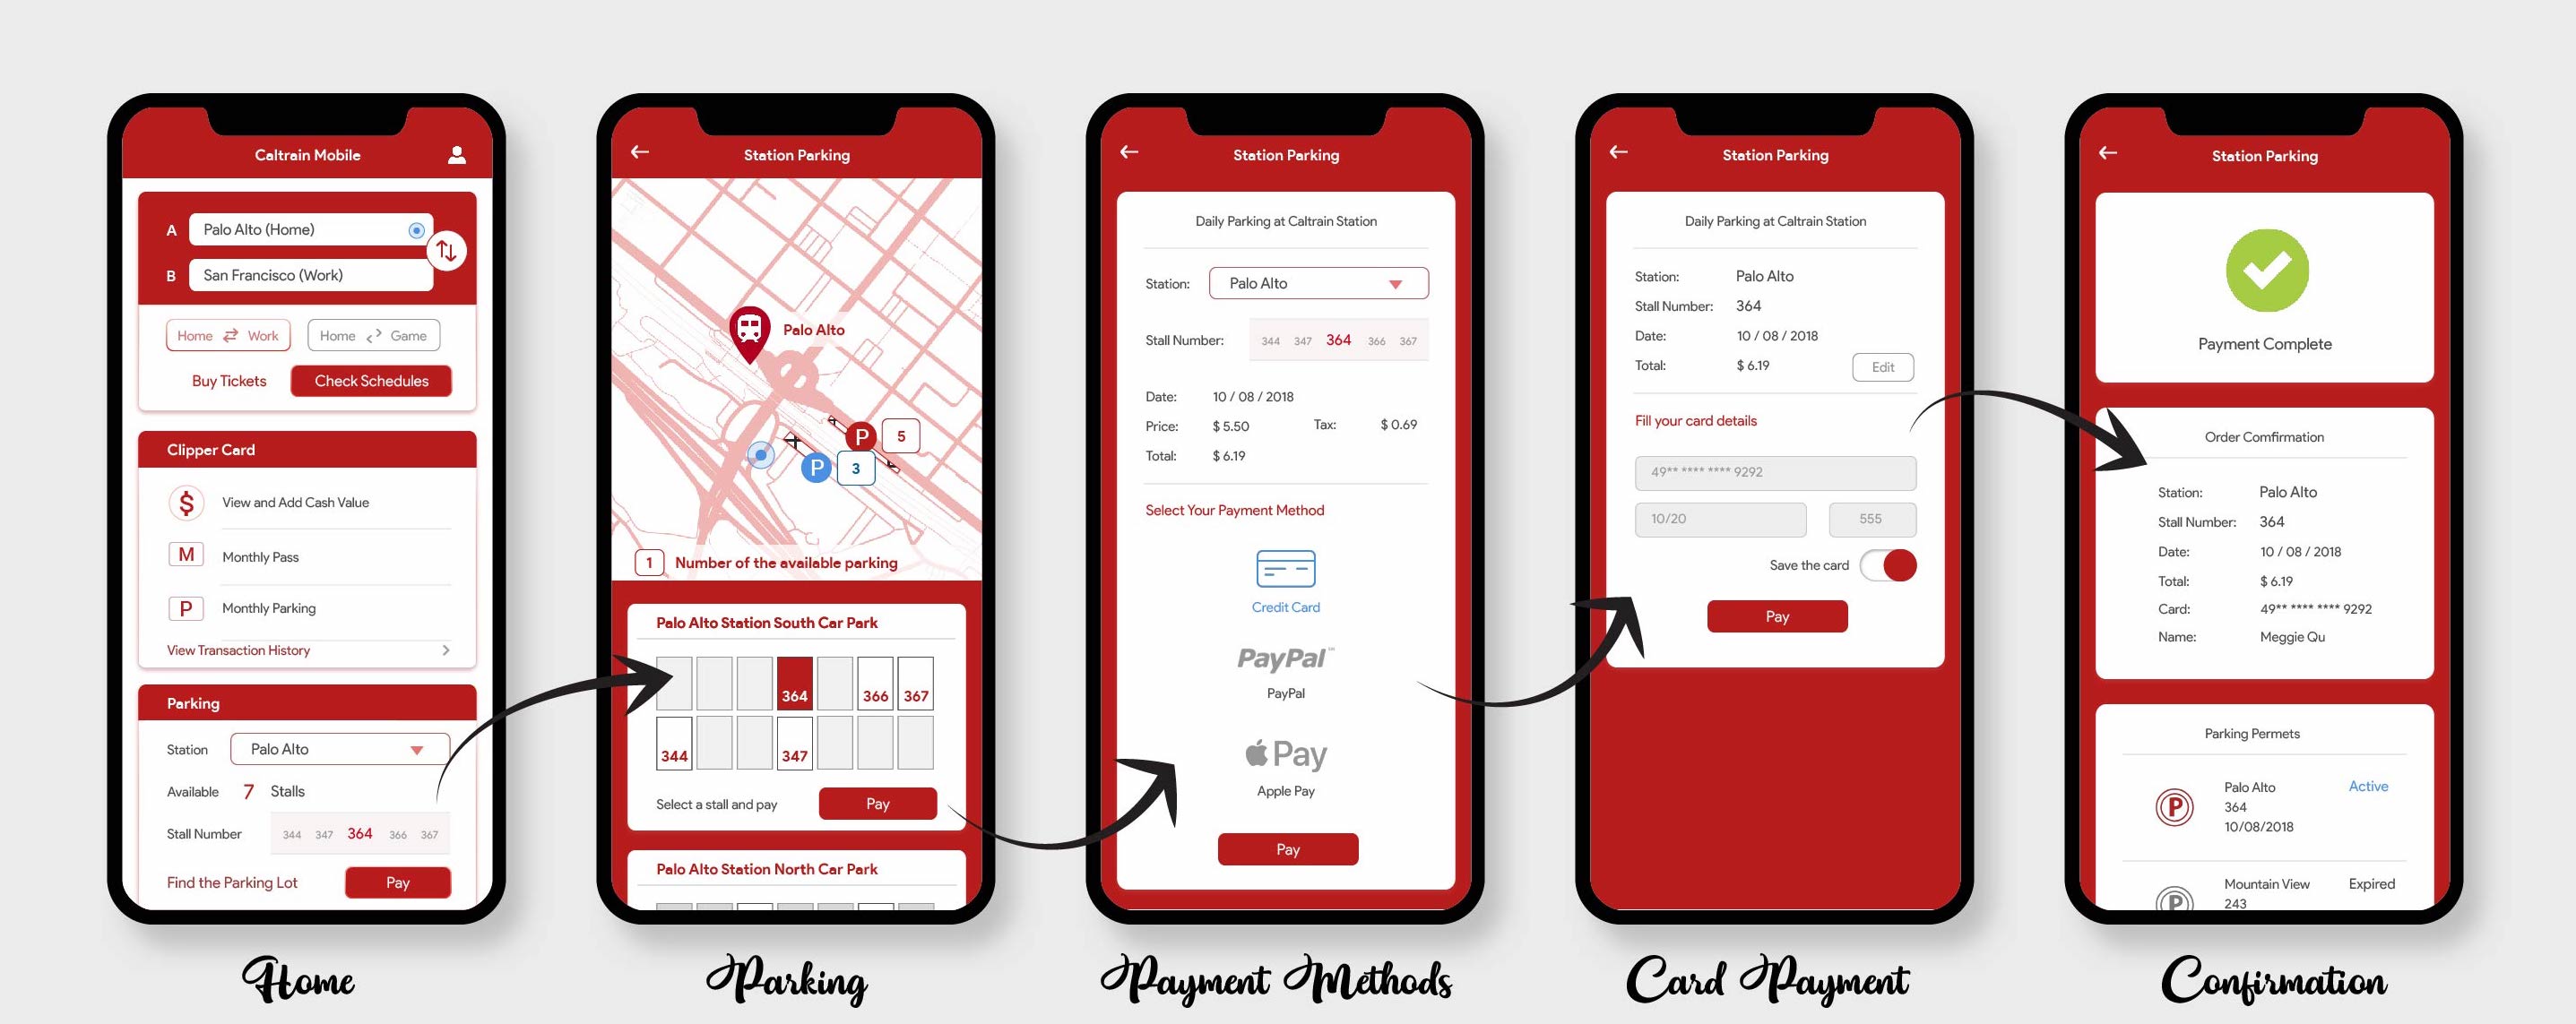 Caltrain Mobile
A Palo Alto (Home)
B San Francisco (Work)
Home Work Home Game
Buy Tickets Check Schedules
Clipper Card
$ View and Add Cash Value
M Monthly Pass
P Monthly Parking
View Transaction History
Parking
Station Palo Alto
Available 7 Stalls
Stall Number 344 347 364 366 367
Find the Parking Lot Pay
Home
Station Parking
Palo Alto
P 5
P 3
1 Number of the available parking
Palo Alto Station South Car Park
364 366 367
344 347
Select a stall and pay Pay
Palo Alto Station North Car Park
Parking
Station Parking
Daily Parking at Caltrain Station
Station: Palo Alto
Stall Number: 344 347 364 366 367
Date: 10 / 08 / 2018
Price: $ 5.50 Tax: $ 0.69
Total: $ 6.19
Select Your Payment Method
Credit Card
PayPal™
PayPal
Pay
Apple Pay
Pay
Payment Methods
Station Parking
Daily Parking at Caltrain Station
Station: Palo Alto
Stall Number: 364
Date: 10 / 08 / 2018
Total: $ 6.19 Edit
Fill your card details
49** **** **** 9292
10/20 555
Save the card
Pay
Card Payment
Station Parking
Payment Complete
Order Comfirmation
Station: Palo Alto
Stall Number: 364
Date: 10 / 08 / 2018
Total: $ 6.19
Card: 49** **** **** 9292
Name: Meggie Qu
Parking Permets
P Palo Alto Active
364
10/08/2018
P Mountain View Expired
243
Confirmation